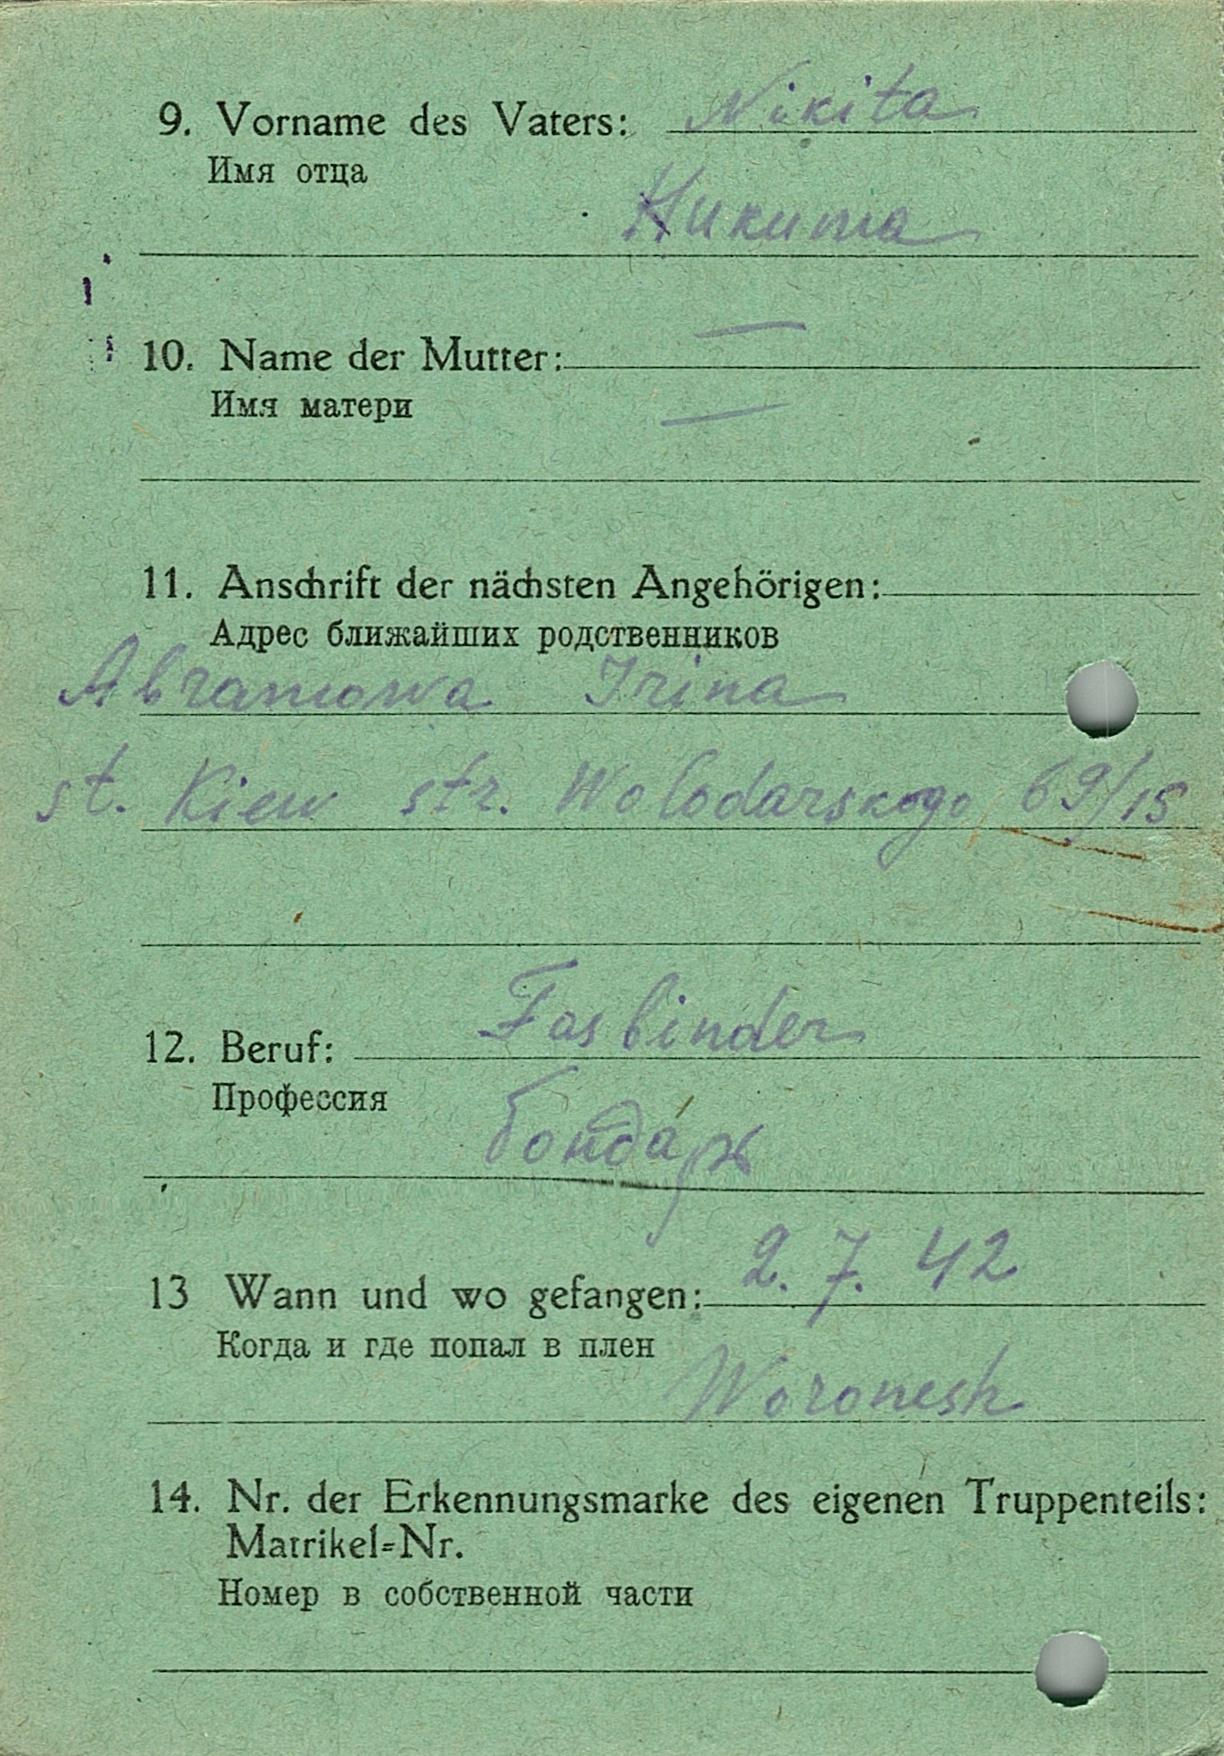 9. Vorname des Vaters: Nikita
Имя отца
Никита
10. Name der Mutter: —
Имя матери
—
11. Anschrift der nächsten Angehörigen:
Адрес ближайших родственников
Abramowa Irina
st. Kiew str. Wolodarskogo 69/15
12. Beruf: Fasbinder
Профессия
бондарь
13 Wann und wo gefangen: 2. 7. 42
Когда и где попал в плен
Woronesh
14. Nr. der Erkennungsmarke des eigenen Truppenteils:
Matrikel=Nr.
Номер в собственной части